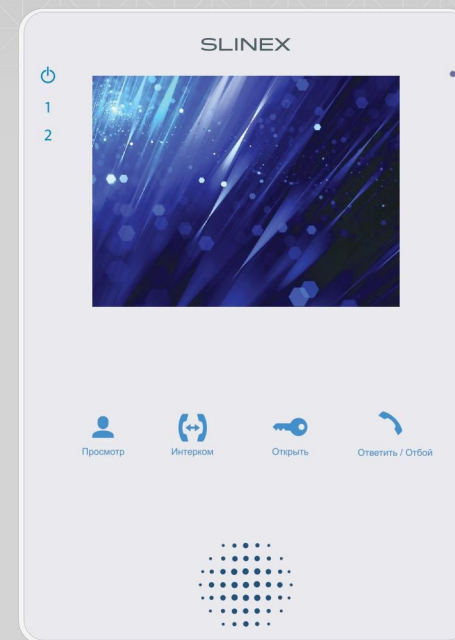 SLINEX
1
2
Просмотр
Интерком
Открыть
Ответить / Отбой